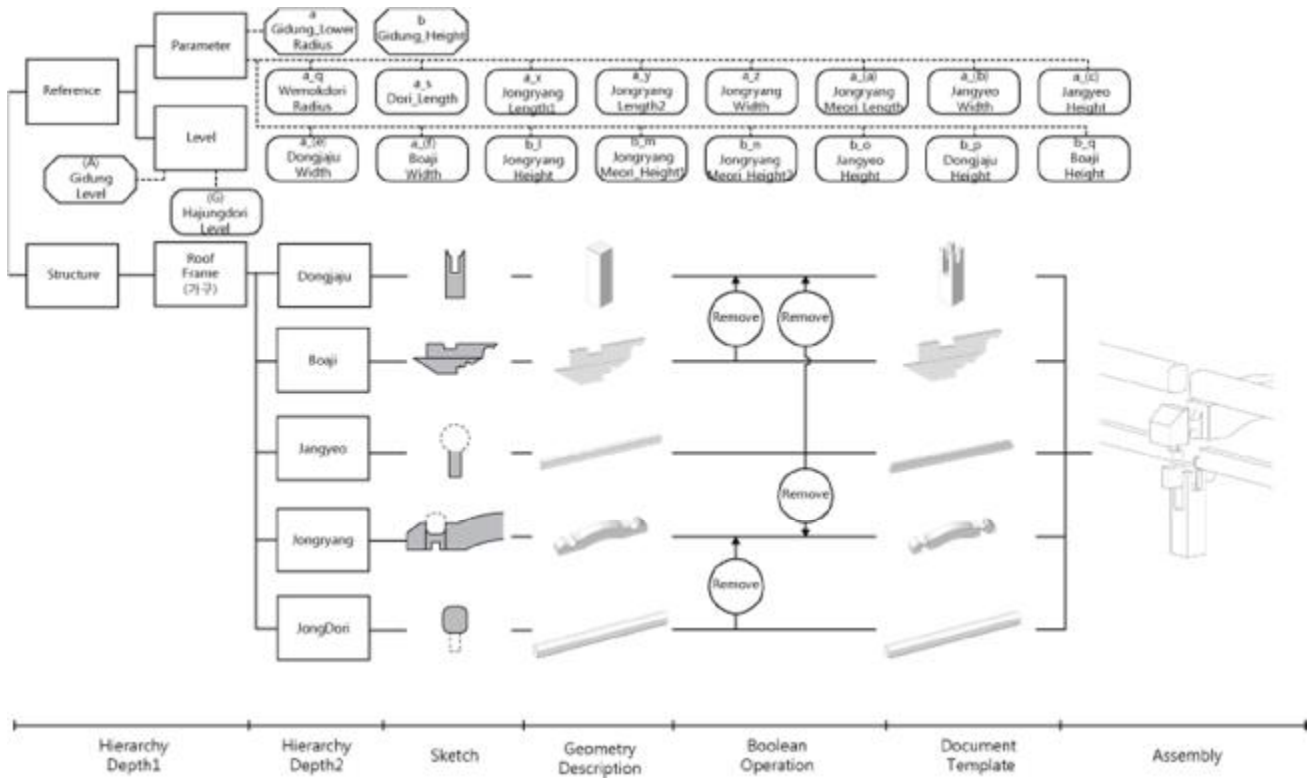 a
Gidung_Lower
Radius
b
Gidung_Height
Parameter
Reference
a_q
Wemokdori
Radius
a_s
Dori_Length
a_x
Jongryang
Length1
a_y
Jongryang
Length2
a_z
Jongryang
Width
a_(a)
Jongryang
Meori_Length
a_(b)
Jangyeo
Width
a_(c)
Jangyeo
Height
Level
a_(e)
Dongjaju
Width
a_(f)
Boaji
Width
b_l
Jongryang
Height
b_m
Jongryang
Meori_Height1
b_n
Jongryang
Meori_Height2
b_o
Jangyeo
Height
b_p
Dongjaju
Height
b_q
Boaji
Height
(A)
Gidung
Level
(G)
Hajungdori
Level
Structure
Roof
Frame
(가구)
Dongjaju
Remove
Remove
Boaji
Jangyeo
Remove
Jongryang
Remove
JongDori
Hierarchy
Depth1
Hierarchy
Depth2
Sketch
Geometry
Description
Boolean
Operation
Document
Template
Assembly